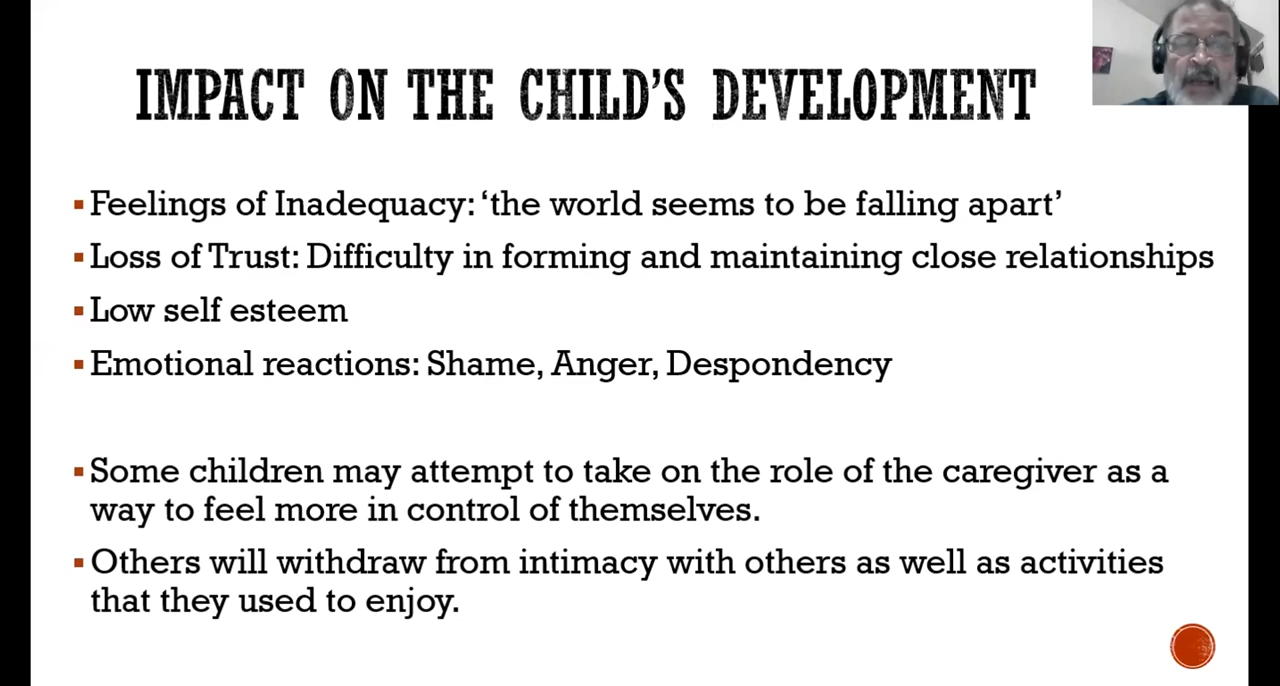 IMPACT ON THE CHILD'S DEVELOPMENT
▪Feelings of Inadequacy: ‘the world seems to be falling apart’
▪Loss of Trust: Difficulty in forming and maintaining close relationships
▪Low self esteem
▪Emotional reactions: Shame, Anger, Despondency
▪Some children may attempt to take on the role of the caregiver as a
way to feel more in control of themselves.
▪Others will withdraw from intimacy with others as well as activities
that they used to enjoy.